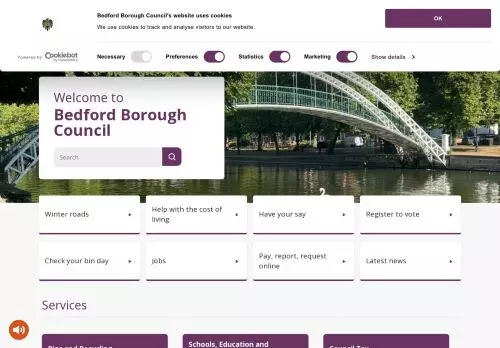 Bedford Borough Council's website uses cookies
We use cookies to track and analyse visitors to our website.
OK
Powered by Cookiebot
by Usercentrics
Necessary
Preferences
Statistics
Marketing
Show details
Welcome to
Bedford Borough
Council
Search
Winter roads
Help with the cost of
living
Have your say
Register to vote
Check your bin day
Jobs
Pay, report, request
online
Latest news
Services
Bins and Recycling
Schools, Education and
Council Tax